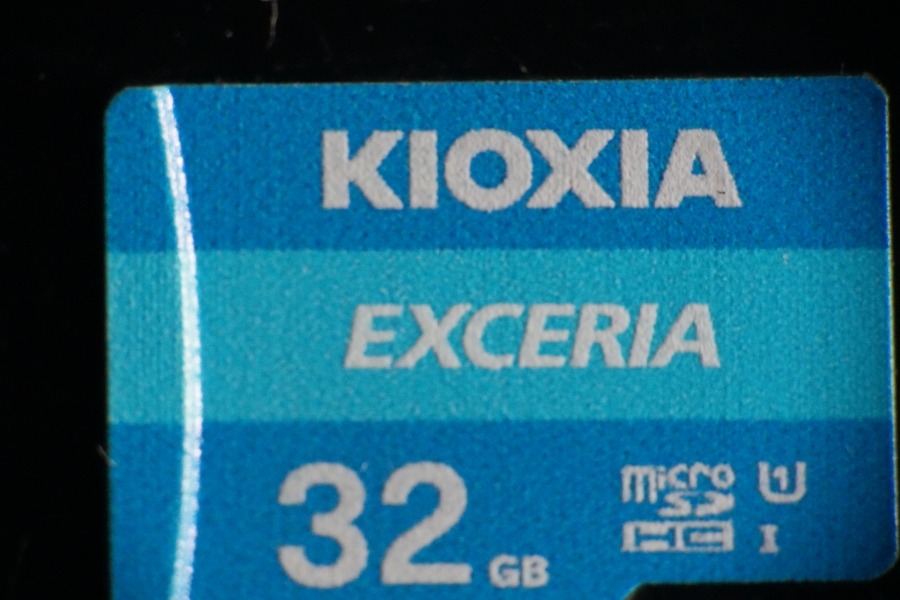 KIOXIA
EXCERIA
32 GB
micro SD HC I
U1